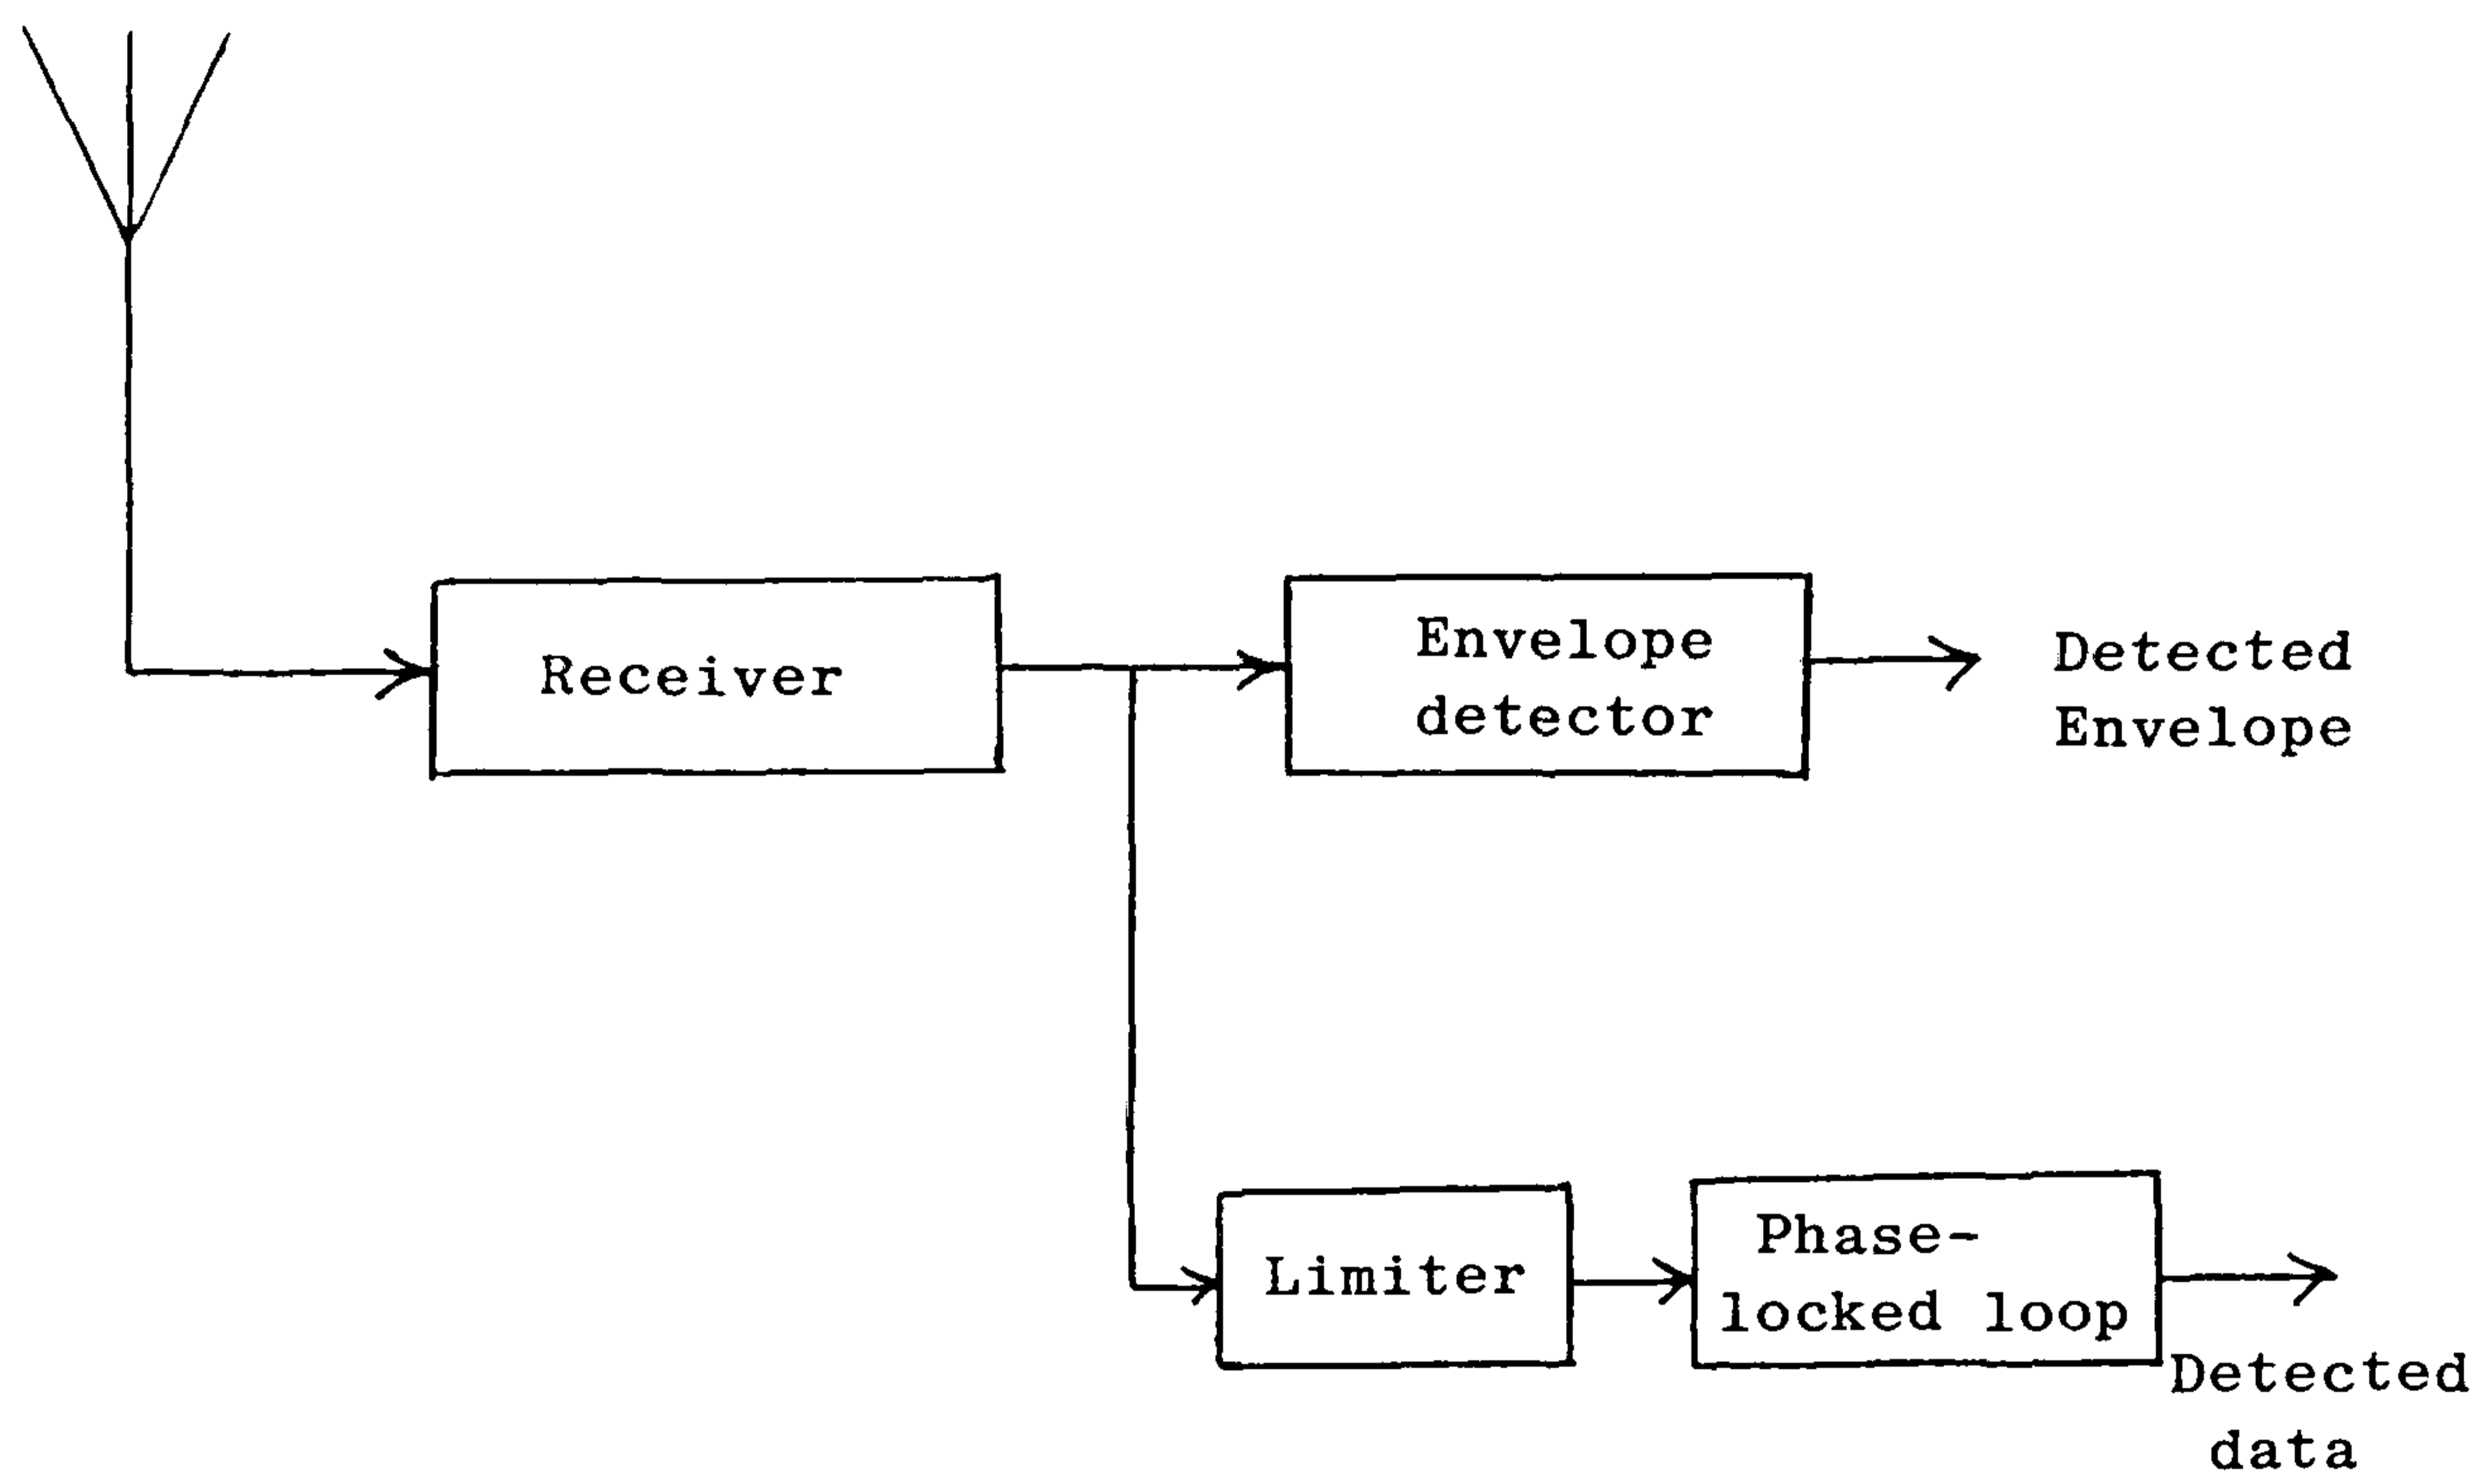 Receiver
Envelope
detector
Detected
Envelope
Limiter
Phase-
locked loop
Detected
data